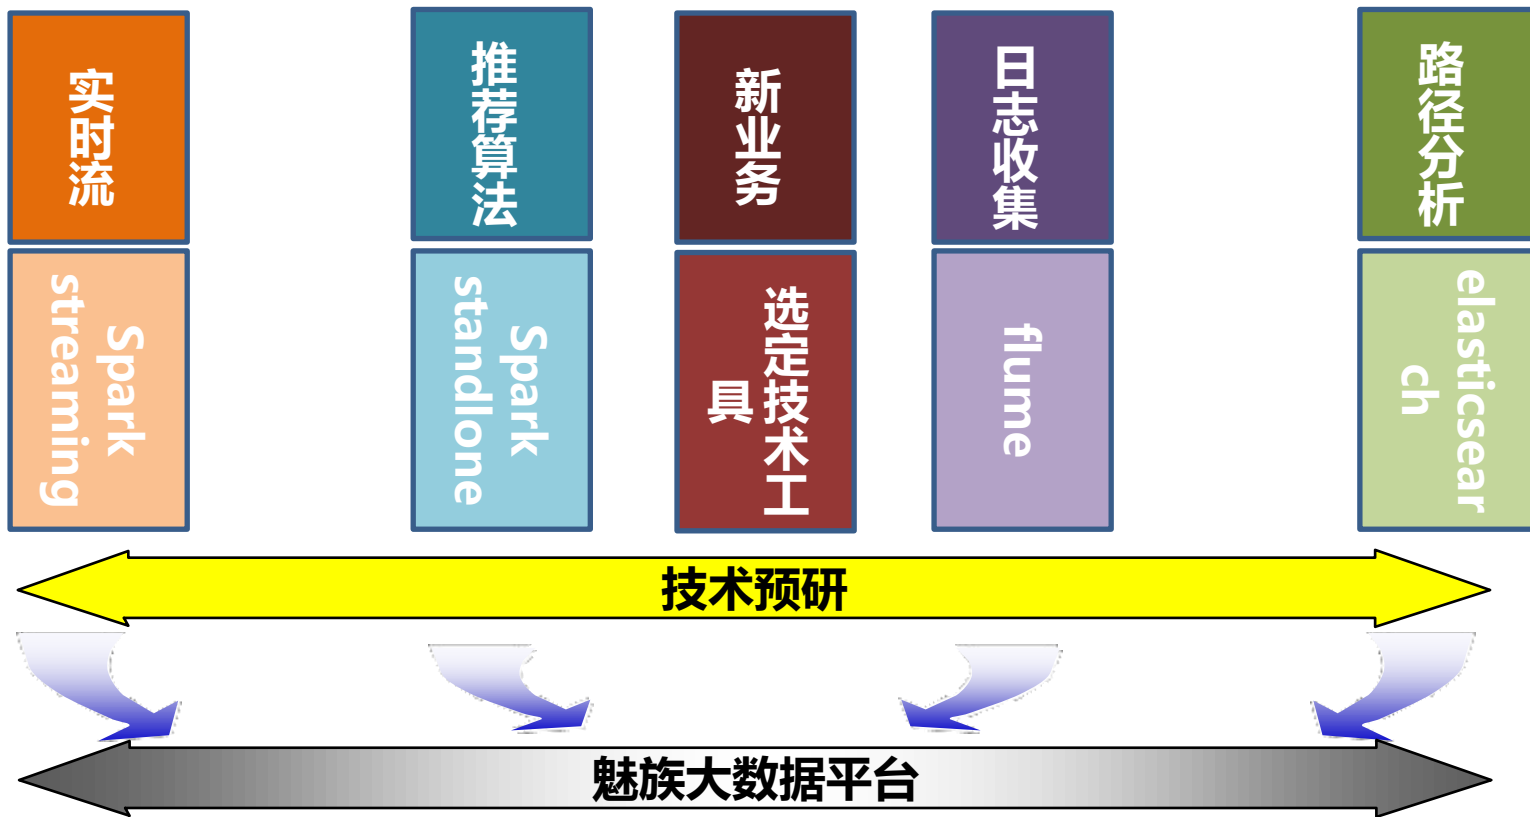 实时流
推荐算法
新业务
日志收集
路径分析
Spark
streaming
Spark
standlone
选定技术工
具
flume
elasticsear
ch
技术预研
魅族大数据平台